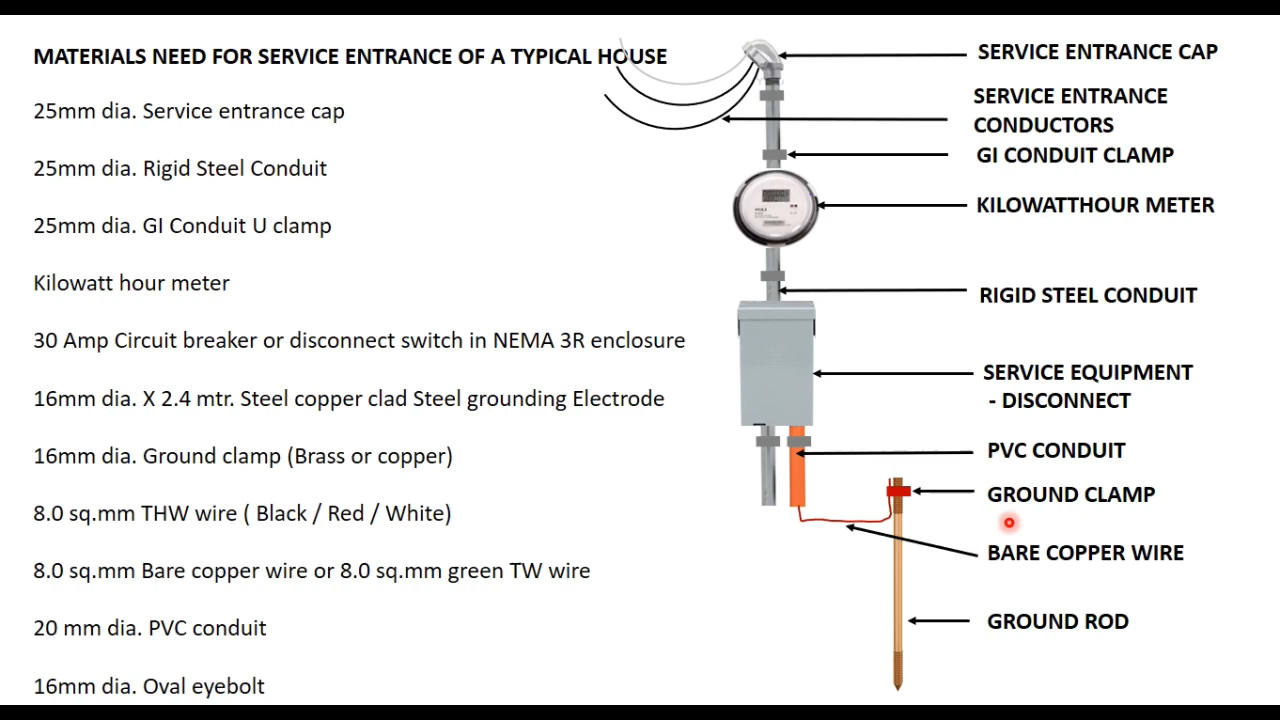 MATERIALS NEED FOR SERVICE ENTRANCE OF A TYPICAL HOUSE
25mm dia. Service entrance cap
25mm dia. Rigid Steel Conduit
25mm dia. GI Conduit U clamp
Kilowatt hour meter
30 Amp Circuit breaker or disconnect switch in NEMA 3R enclosure
16mm dia. X 2.4 mtr. Steel copper clad Steel grounding Electrode
16mm dia. Ground clamp (Brass or copper)
8.0 sq.mm THW wire ( Black / Red / White)
8.0 sq.mm Bare copper wire or 8.0 sq.mm green TW wire
20 mm dia. PVC conduit
16mm dia. Oval eyebolt
SERVICE ENTRANCE CAP
SERVICE ENTRANCE
CONDUCTORS
GI CONDUIT CLAMP
KILOWATTHOUR METER
RIGID STEEL CONDUIT
SERVICE EQUIPMENT
- DISCONNECT
PVC CONDUIT
GROUND CLAMP
BARE COPPER WIRE
GROUND ROD